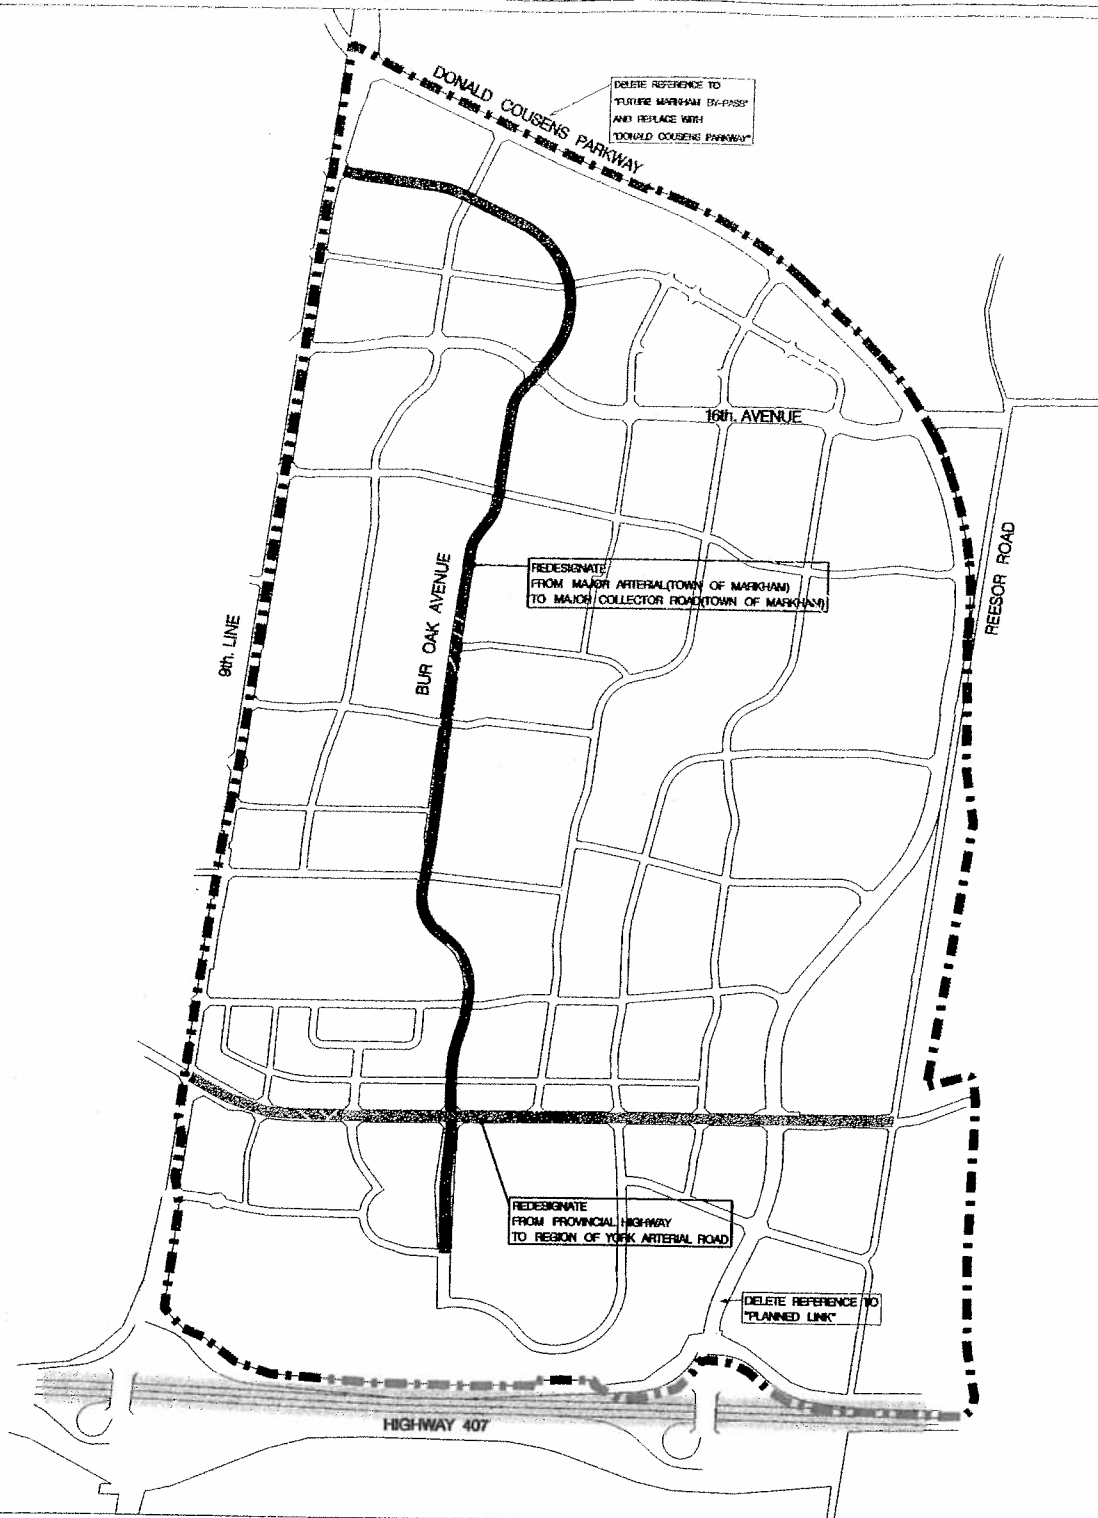 DONALD COUSENS PARKWAY
DELETE REFERENCE TO
"FUTURE MARKHAM BY-PASS"
AND REPLACE WITH
"DONALD COUSENS PARKWAY"
16th. AVENUE
REESOR ROAD
REDESIGNATE
FROM MAJOR ARTERIAL(TOWN OF MARKHAM)
TO MAJOR COLLECTOR ROAD(TOWN OF MARKHAM)
BUR OAK AVENUE
9th. LINE
REDESIGNATE
FROM PROVINCIAL HIGHWAY
TO REGION OF YORK ARTERIAL ROAD
DELETE REFERENCE TO
"PLANNED LINK"
HIGHWAY 407